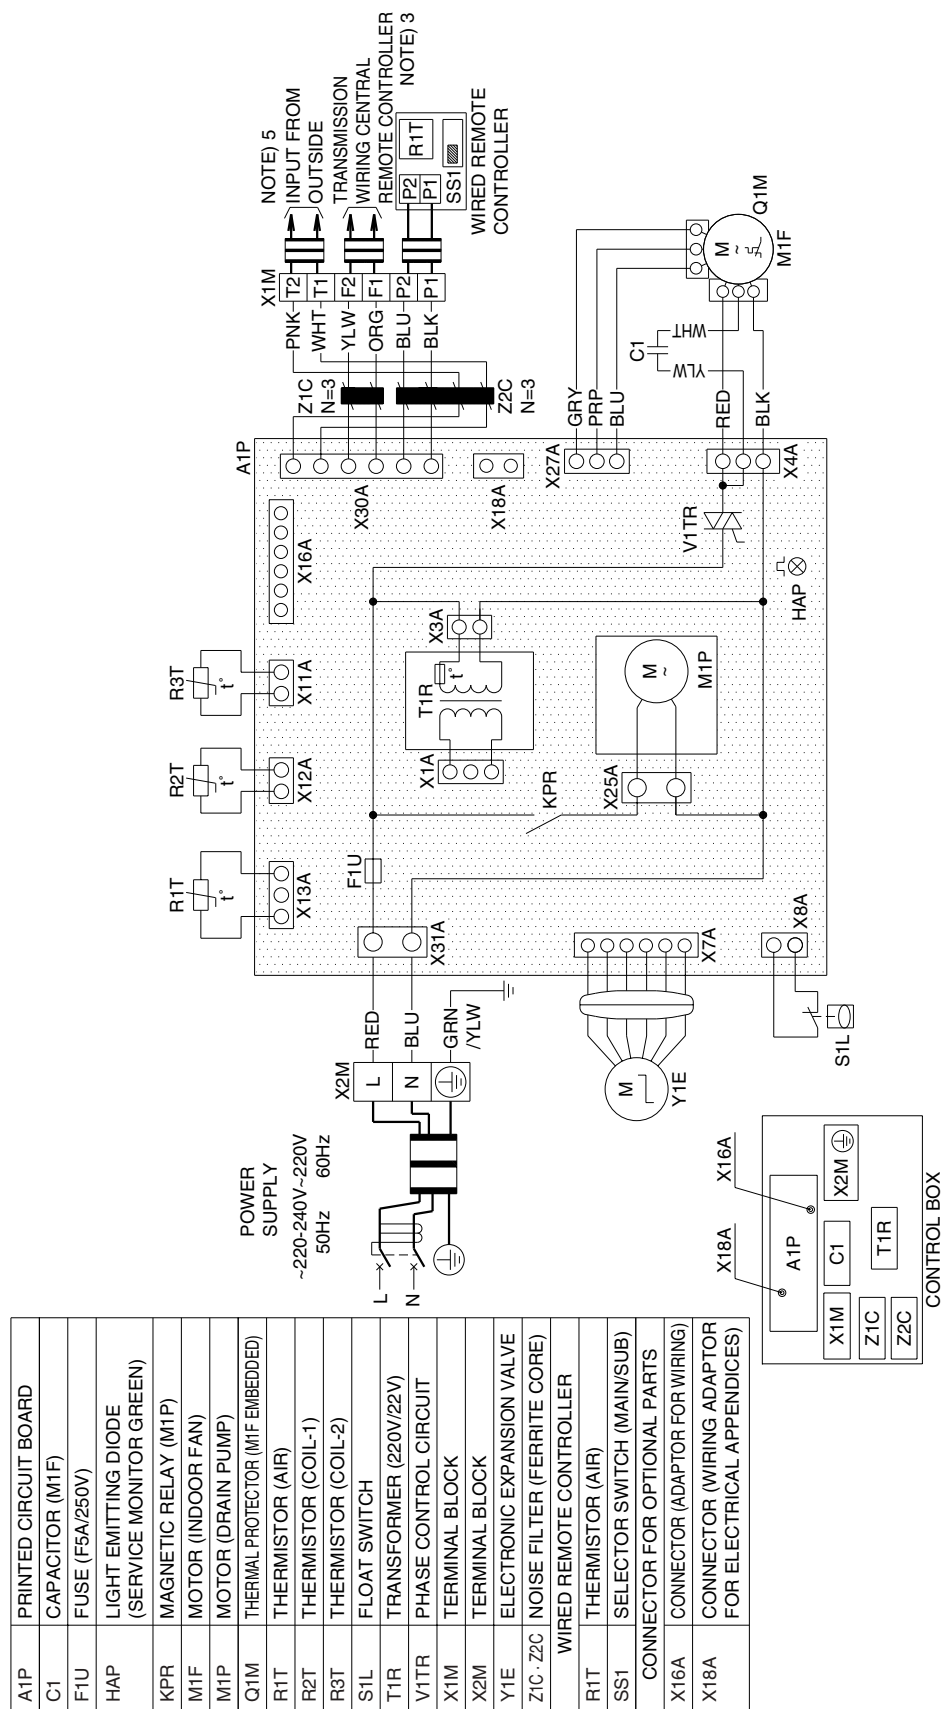 A1P PRINTED CIRCUIT BOARD
C1 CAPACITOR (M1F)
F1U FUSE (F5A/250V)
HAP LIGHT EMITTING DIODE
(SERVICE MONITOR GREEN)
KPR MAGNETIC RELAY (M1P)
M1F MOTOR (INDOOR FAN)
M1P MOTOR (DRAIN PUMP)
Q1M THERMAL PROTECTOR (M1F EMBEDDED)
R1T THERMISTOR (AIR)
R2T THERMISTOR (COIL-1)
R3T THERMISTOR (COIL-2)
S1L FLOAT SWITCH
T1R TRANSFORMER (220V/22V)
V1TR PHASE CONTROL CIRCUIT
X1M TERMINAL BLOCK
X2M TERMINAL BLOCK
Y1E ELECTRONIC EXPANSION VALVE
Z1C · Z2C NOISE FILTER (FERRITE CORE)
WIRED REMOTE CONTROLLER
R1T THERMISTOR (AIR)
SS1 SELECTOR SWITCH (MAIN/SUB)
CONNECTOR FOR OPTIONAL PARTS
X16A CONNECTOR (ADAPTOR FOR WIRING)
X18A CONNECTOR (WIRING ADAPTOR
FOR ELECTRICAL APPENDICES)
POWER
SUPPLY
~220-240V~220V
50Hz 60Hz
L
N
X2M
L
N
RED
BLU
GRN
/YLW
R1T
t°
X13A
R2T
t°
X12A
R3T
t°
X11A
X16A
A1P
X30A
X18A
X31A
F1U
X1A
T1R
t°
X3A
KPR
X25A
M
~
M1P
HAP
V1TR
X27A
X4A
X7A
X8A
M
Y1E
S1L
Z1C
N=3
Z2C
N=3
PNK
WHT
YLW
ORG
BLU
BLK
X1M
T2
T1
F2
F1
P2
P1
NOTE) 5
INPUT FROM
OUTSIDE
TRANSMISSION
WIRING CENTRAL
REMOTE CONTROLLER
NOTE) 3
P2
P1
R1T
SS1
WIRED REMOTE
CONTROLLER
GRY
PRP
BLU
RED
BLK
YLW
C1
WHT
M
~
Q1M
M1F
X18A
X16A
A1P
X1M
C1
X2M
Z1C
T1R
Z2C
CONTROL BOX